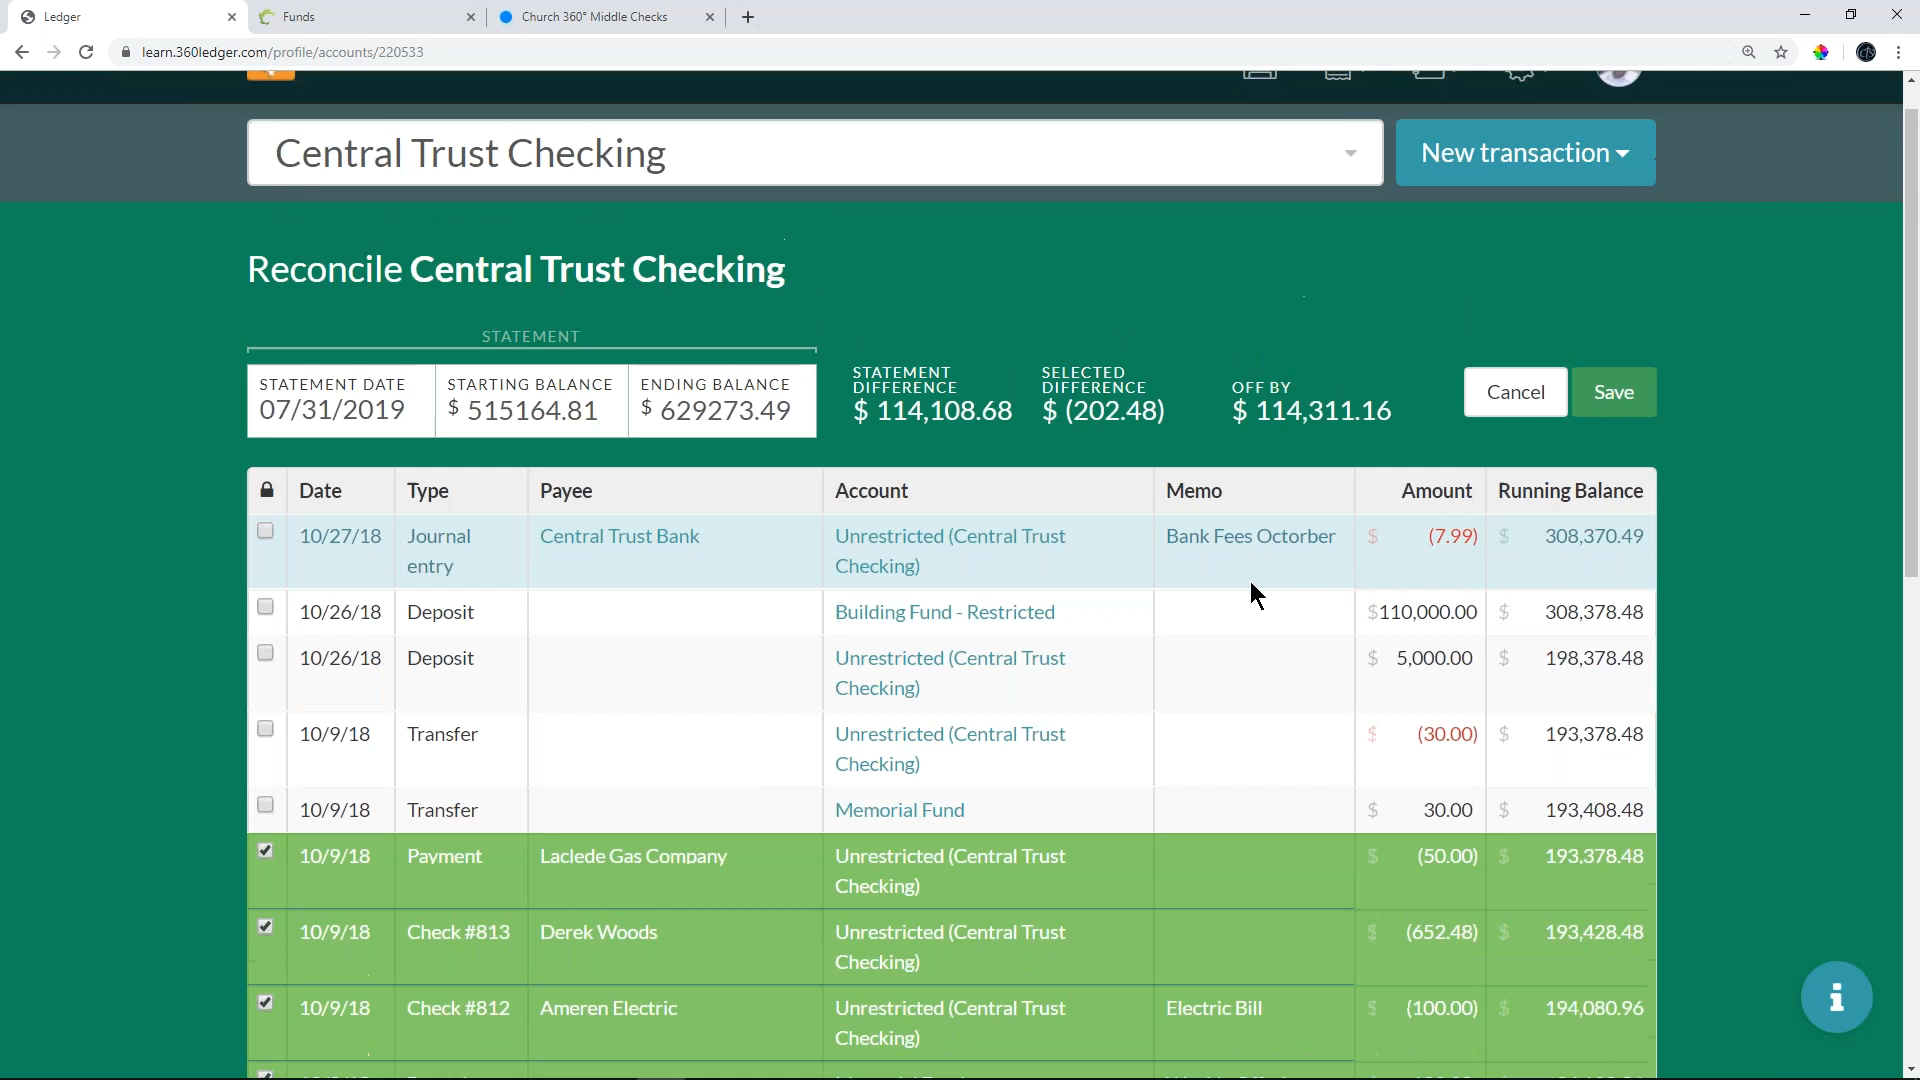 Ledger
Funds
Church 360° Middle Checks
learn.360ledger.com/profile/accounts/220533
Central Trust Checking
New transaction
Reconcile Central Trust Checking
STATEMENT
STATEMENT DATE
07/31/2019
STARTING BALANCE
$ 515164.81
ENDING BALANCE
$ 629273.49
STATEMENT
DIFFERENCE
$ 114,108.68
SELECTED
DIFFERENCE
$ (202.48)
OFF BY
$ 114,311.16
Cancel
Save
Date Type Payee Account Memo Amount Running Balance
10/27/18 Journal Central Trust Bank Unrestricted (Central Trust Bank Fees Octorber $ (7.99) $ 308,370.49
entry Checking)
10/26/18 Deposit Building Fund - Restricted $110,000.00 $ 308,378.48
10/26/18 Deposit Unrestricted (Central Trust $ 5,000.00 $ 198,378.48
Checking)
10/9/18 Transfer Unrestricted (Central Trust $ (30.00) $ 193,378.48
Checking)
10/9/18 Transfer Memorial Fund $ 30.00 $ 193,408.48
10/9/18 Payment Laclede Gas Company Unrestricted (Central Trust $ (50.00) $ 193,378.48
Checking)
10/9/18 Check #813 Derek Woods Unrestricted (Central Trust $ (652.48) $ 193,428.48
Checking)
10/9/18 Check #812 Ameren Electric Unrestricted (Central Trust Electric Bill $ (100.00) $ 194,080.96
Checking)